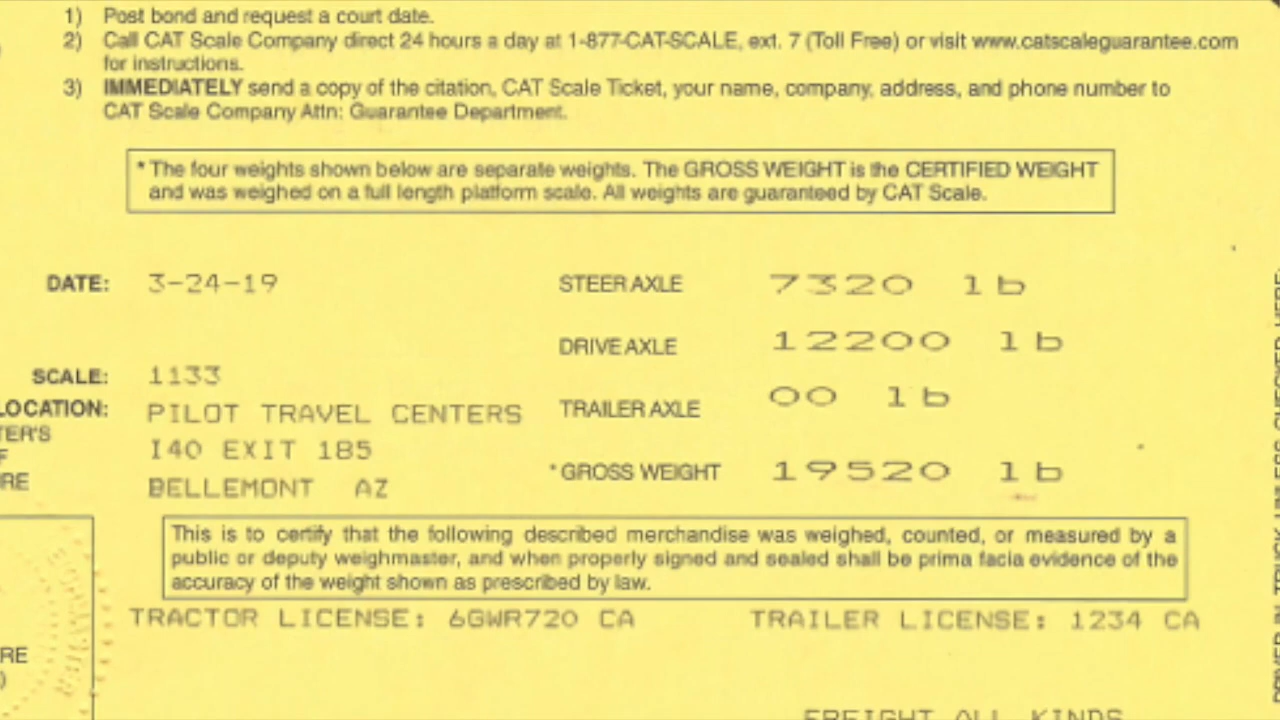 1) Post bond and request a court date.
2) Call CAT Scale Company direct 24 hours a day at 1-877-CAT-SCALE, ext. 7 (Toll Free) or visit www.catscaleguarantee.com
for instructions.
3) IMMEDIATELY send a copy of the citation, CAT Scale Ticket, your name, company, address, and phone number to
CAT Scale Company Attn: Guarantee Department.
* The four weights shown below are separate weights. The GROSS WEIGHT is the CERTIFIED WEIGHT
and was weighed on a full length platform scale. All weights are guaranteed by CAT Scale.
DATE: 3-24-19 STEER AXLE 7320 lb
DRIVE AXLE 12200 lb
SCALE: 1133
LOCATION: PILOT TRAVEL CENTERS TRAILER AXLE 00 lb
TER'S
I40 EXIT 185
F
*GROSS WEIGHT 19520 lb
RE BELLEMONT AZ
This is to certify that the following described merchandise was weighed, counted, or measured by a
public or deputy weighmaster, and when properly signed and sealed shall be prima facia evidence of the
accuracy of the weight shown as prescribed by law.
TRACTOR LICENSE: 6GWR720 CA TRAILER LICENSE: 1234 CA
RE
)
FREIGHT ALL KINDS